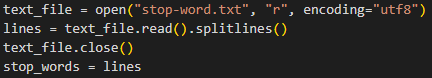 text_file = open("stop-word.txt", "r", encoding="utf8")
lines = text_file.read().splitlines()
text_file.close()
stop_words = lines